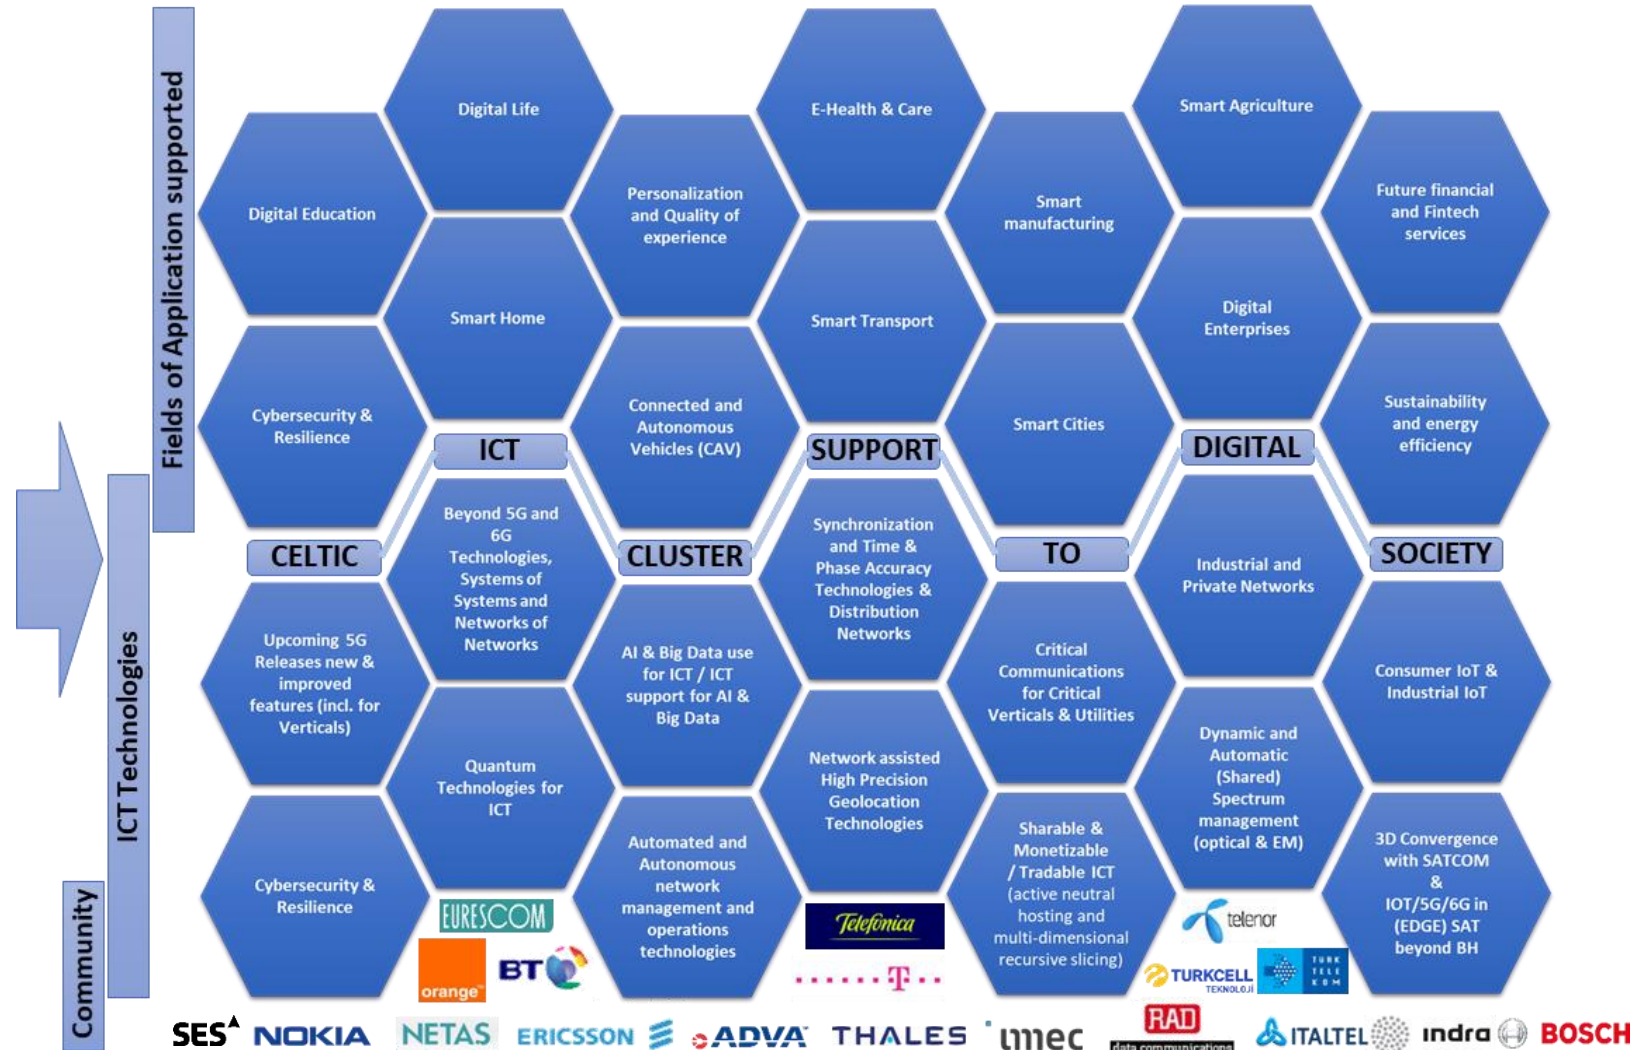 Fields of Application supported
Digital Life
E-Health & Care
Smart Agriculture
Digital Education
Personalization
and Quality of
experience
Smart
manufacturing
Future financial
and Fintech
services
Smart Home
Smart Transport
Digital
Enterprises
Cybersecurity &
Resilience
Connected and
Autonomous
Vehicles (CAV)
Smart Cities
Sustainability
and energy
efficiency
CELTIC
ICT
CLUSTER
SUPPORT
TO
DIGITAL
SOCIETY
ICT Technologies
Beyond 5G and
6G
Technologies,
Systems of
Systems and
Networks of
Networks
Synchronization
and Time &
Phase Accuracy
Technologies &
Distribution
Networks
Industrial and
Private Networks
Upcoming 5G
Releases new &
improved
features (incl. for
Verticals)
AI & Big Data use
for ICT / ICT
support for AI &
Big Data
Critical
Communications
for Critical
Verticals & Utilities
Consumer IoT &
Industrial IoT
Quantum
Technologies for
ICT
Network assisted
High Precision
Geolocation
Technologies
Dynamic and
Automatic
(Shared)
Spectrum
management
(optical & EM)
Cybersecurity &
Resilience
Automated and
Autonomous
network
management and
operations
technologies
Sharable &
Monetizable
/ Tradable ICT
(active neutral
hosting and
multi-dimensional
recursive slicing)
3D Convergence
with SATCOM
&
IOT/5G/6G in
(EDGE) SAT
beyond BH
Community
EURESCOM
orange™
BT
Telefónica
T
telenor
TURKCELL
TEKNOLOJİ
TURK
TELE
KOM
SES
NOKIA
NETAS
ERICSSON
ADVA
THALES
imec
RAD
data communications
ITALTEL
indra
BOSCH